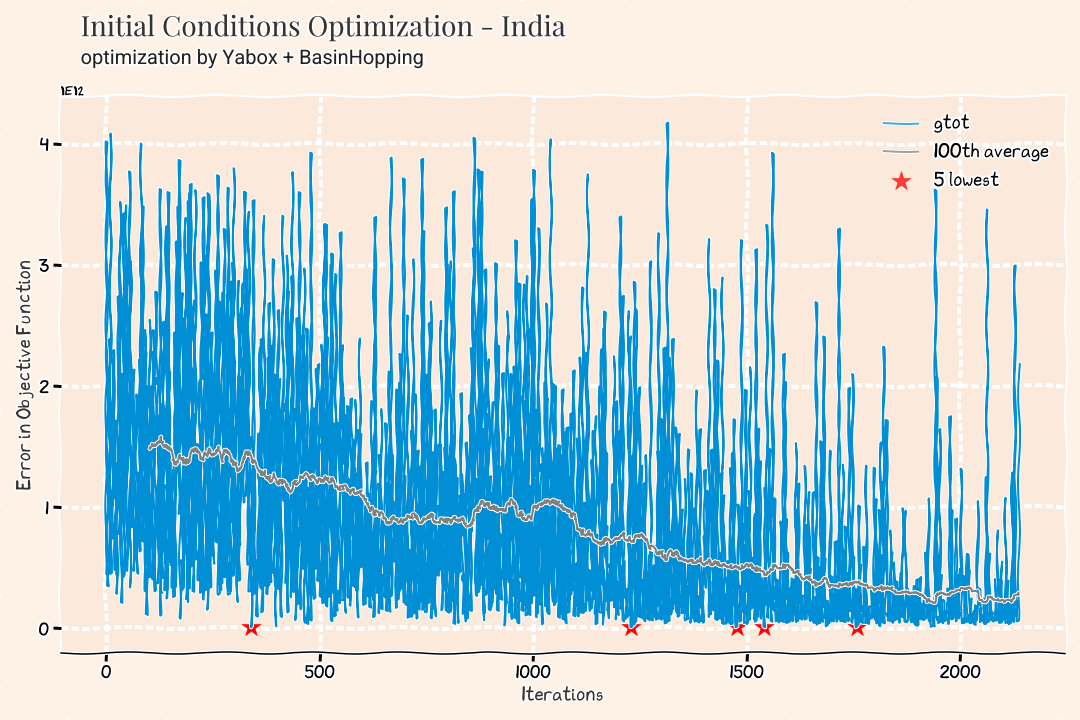 Initial Conditions Optimization - India
optimization by Yabox + BasinHopping
1E12
gtot
100th average
5 lowest
4
3
2
1
0
Error in Objective Function
0 500 1000 1500 2000
Iterations